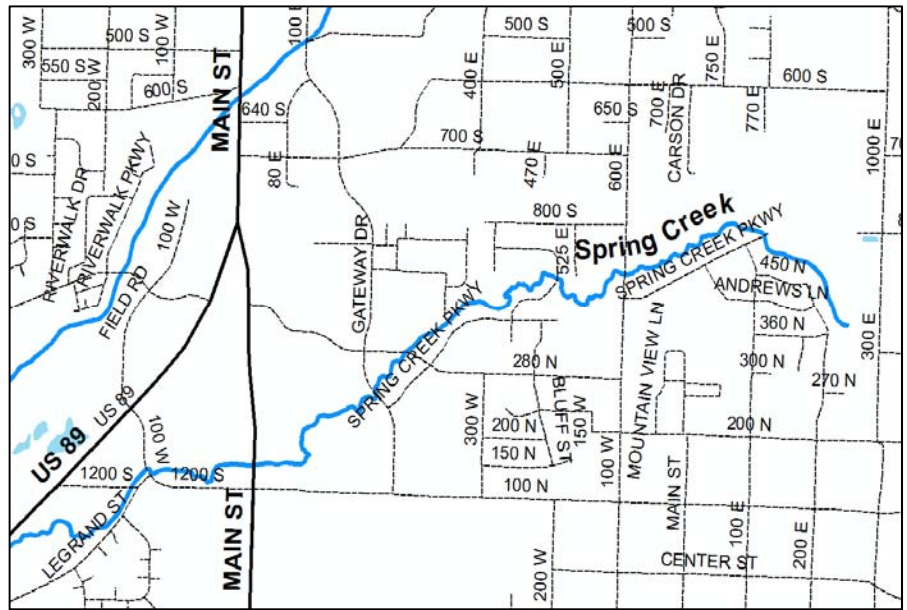 300 W
500 S
100 W
100 E
500 S
500 S
550 S
200 W
600 S
MAIN ST
640 S
400 E
500 E
650 S
700 E
CARSON DR
750 E
600 S
770 E
1000 E
700 S
80 E
470 E
600 E
0 S
0 S
RIVERWALK DR
RIVERWALK PKWY
100 W
FIELD RD
GATEWAY DR
800 S
525 E
Spring Creek
SPRING CREEK PKWY
450 N
ANDREWS LN
360 N
300 E
SPRING CREEK PKWY
280 N
MOUNTAIN VIEW LN
300 N
270 N
US 89
US 89
100 W
300 W
200 N
150 N
BLUFF ST
150 W
100 W
200 N
1200 S
1200 S
100 N
MAIN ST
LEGRAND ST
MAIN ST
100 E
200 E
200 W
CENTER ST